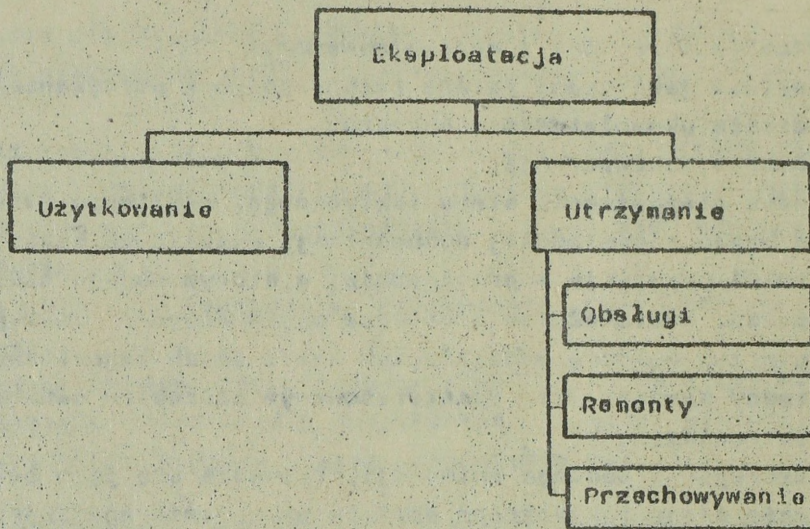 Eksploatacja
Użytkowanie
Utrzymanie
Obsługi
Remonty
Przechowywanie